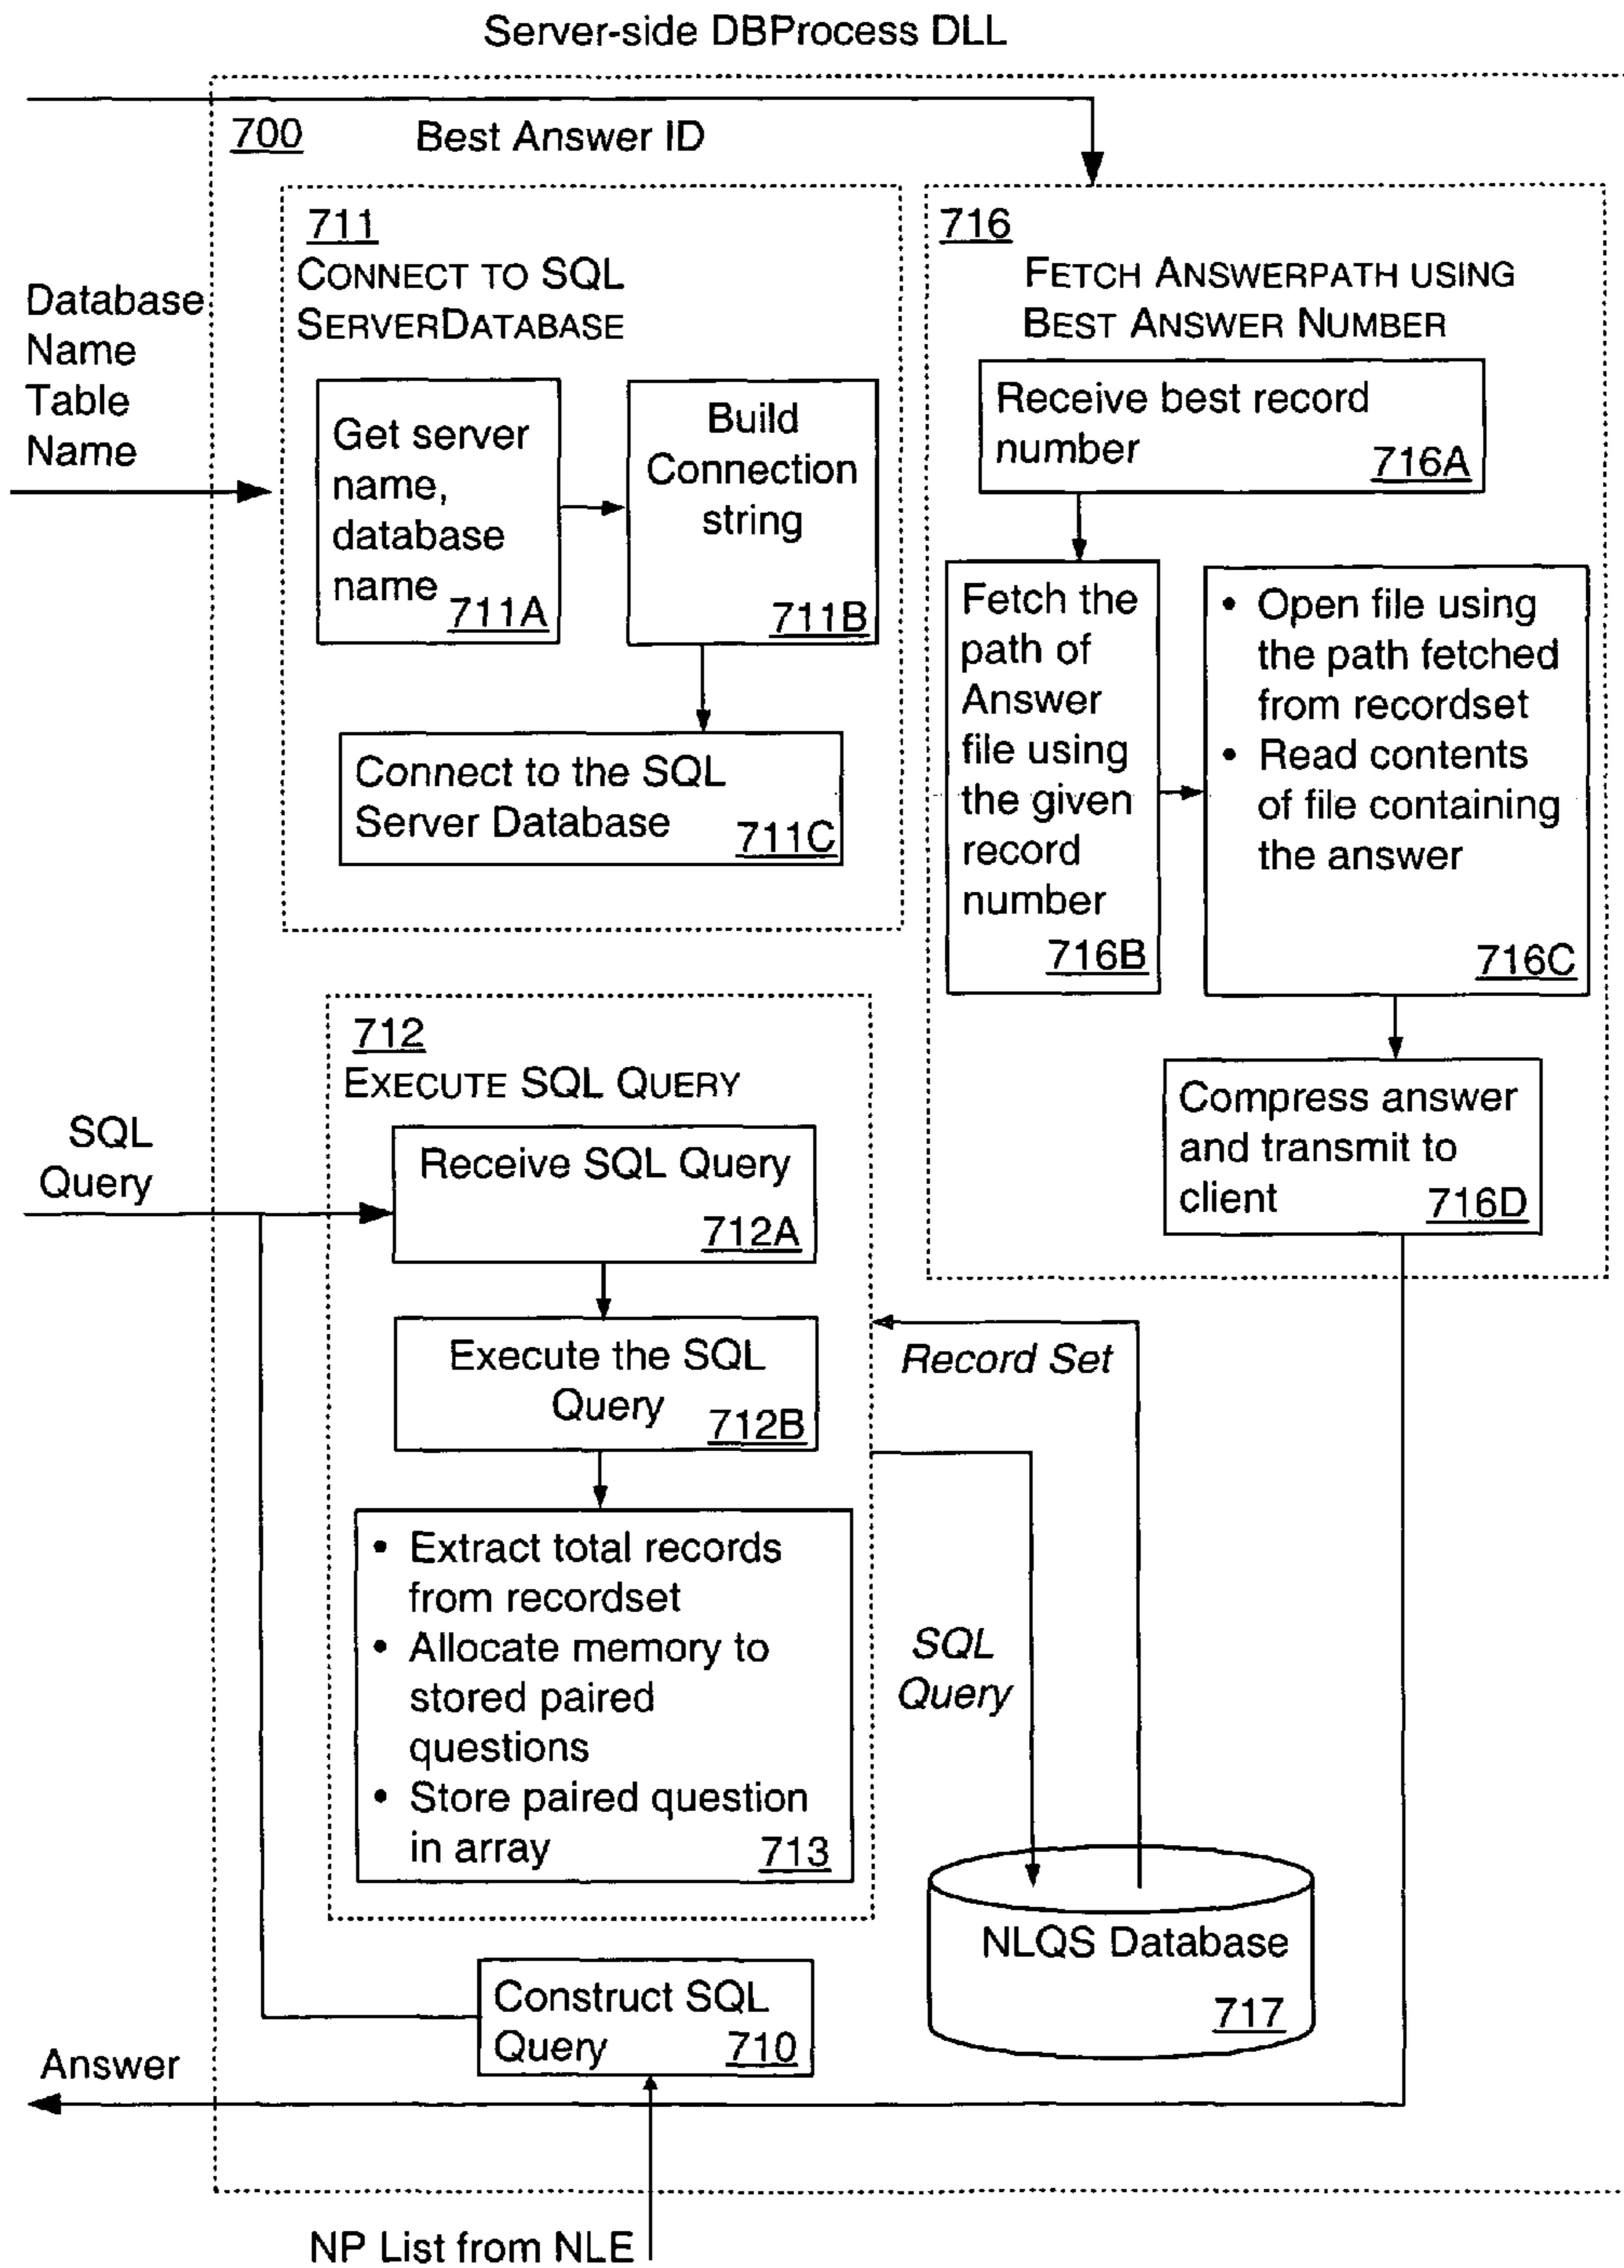 Server-side DBProcess DLL
700
Best Answer ID
Database
Name
Table
Name
711
CONNECT TO SQL
SERVERDATABASE
Get server
name,
database
name
711A
Build
Connection
string
711B
Connect to the SQL
Server Database
711C
716
FETCH ANSWERPATH USING
BEST ANSWER NUMBER
Receive best record
number
716A
Fetch the
path of
Answer
file using
the given
record
number
716B
• Open file using
the path fetched
from recordset
• Read contents
of file containing
the answer
716C
Compress answer
and transmit to
client
716D
SQL
Query
712
EXECUTE SQL QUERY
Receive SQL Query
712A
Execute the SQL
Query
712B
• Extract total records
from recordset
• Allocate memory to
stored paired
questions
• Store paired question
in array
713
Record Set
SQL
Query
NLQS Database
717
Construct SQL
Query
710
Answer
NP List from NLE